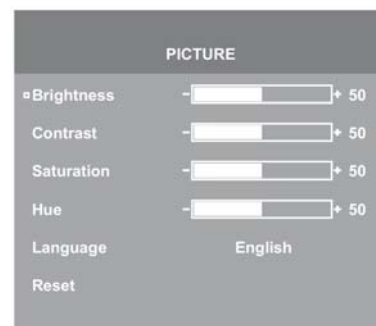 PICTURE
Brightness - + 50
Contrast - + 50
Saturation - + 50
Hue - + 50
Language English
Reset